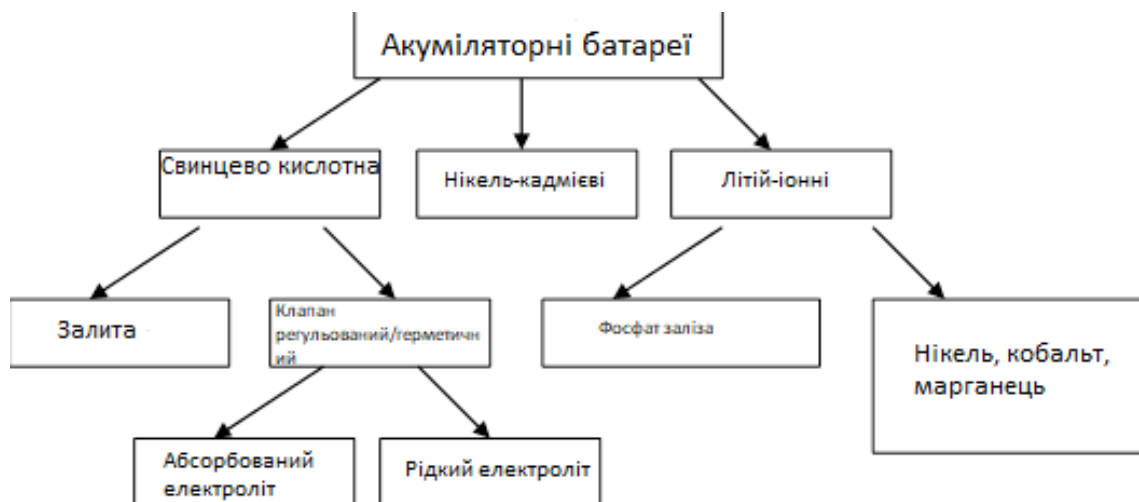 Акуміляторні батареї
Свинцево кислотна
Нікель-кадмієві
Літій-іонні
Залита
Клапан
регульований/герметичн
ий
Фосфат заліза
Нікель, кобальт,
марганець
Абсорбований
електроліт
Рідкий електроліт